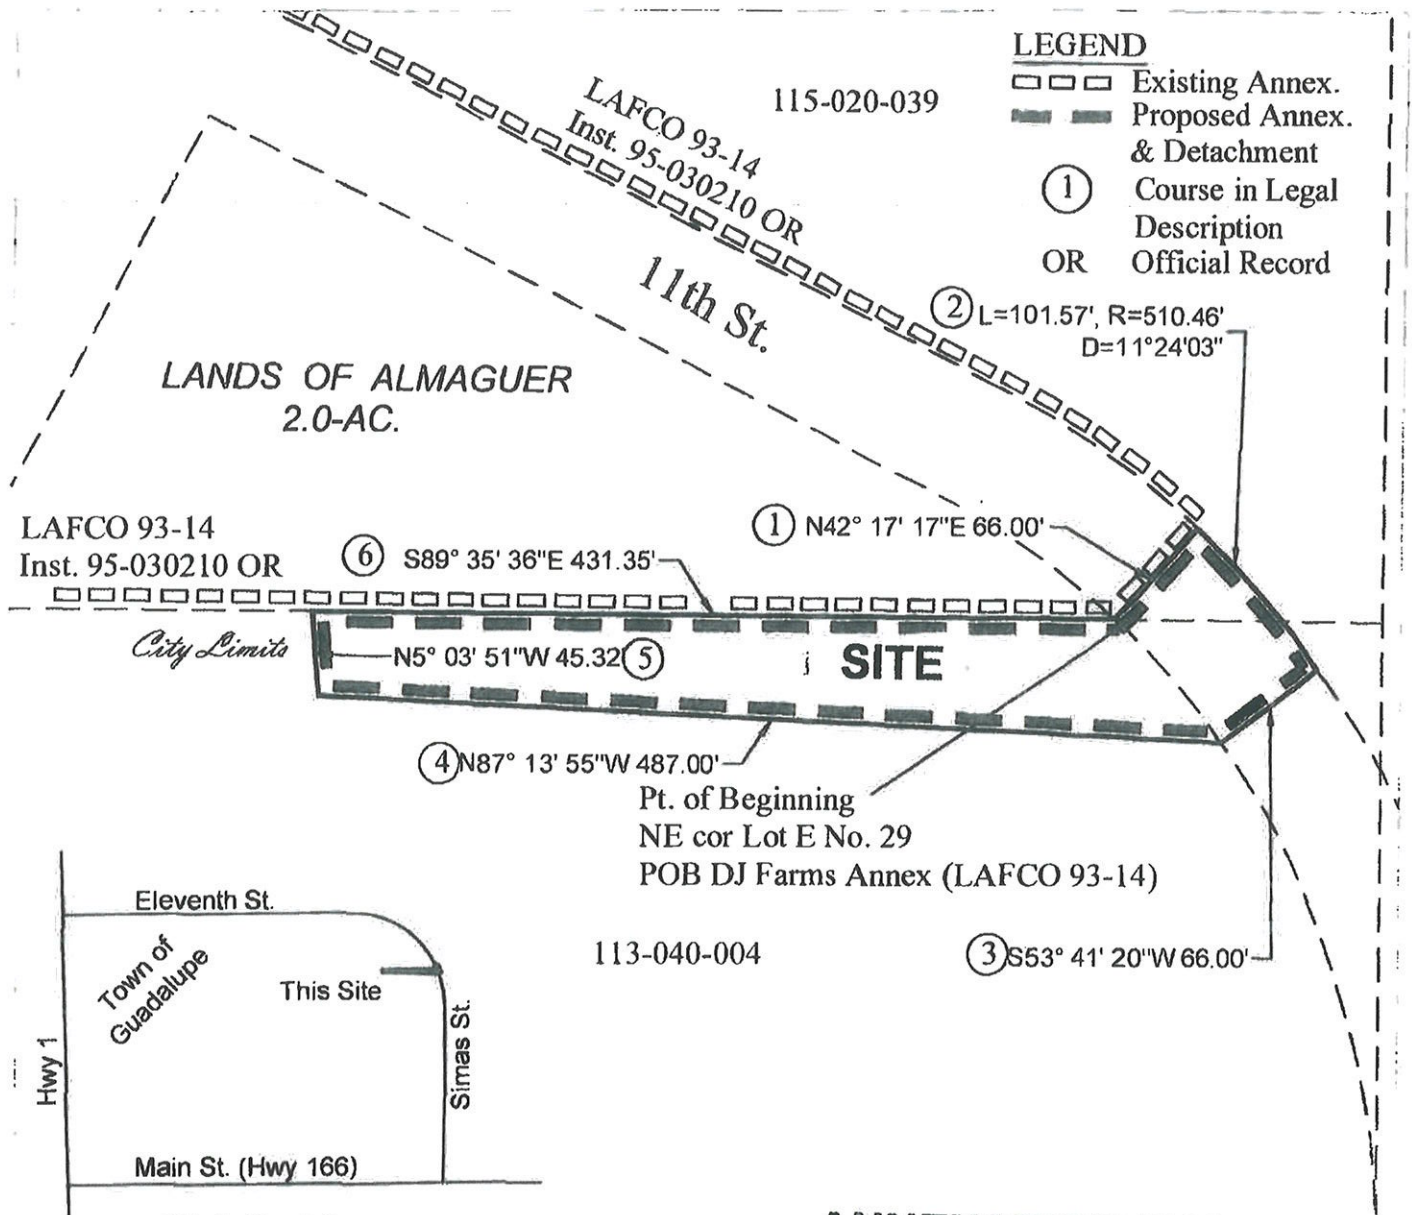 LEGEND
Existing Annex.
Proposed Annex.
& Detachment
1 Course in Legal
Description
OR Official Record
115-020-039
LAFCO 93-14
Inst. 95-030210 OR
11th St.
2 L=101.57', R=510.46'
D=11°24'03"
LANDS OF ALMAGUER
2.0-AC.
1 N42° 17' 17"E 66.00'
LAFCO 93-14
Inst. 95-030210 OR
6 S89° 35' 36"E 431.35'
City Limits
N5° 03' 51"W 45.32' 5
SITE
4 N87° 13' 55"W 487.00'
Pt. of Beginning
NE cor Lot E No. 29
POB DJ Farms Annex (LAFCO 93-14)
113-040-004
3 S53° 41' 20"W 66.00'
Eleventh St.
Town of
Guadalupe
This Site
Hwy 1
Simas St.
Main St. (Hwy 166)